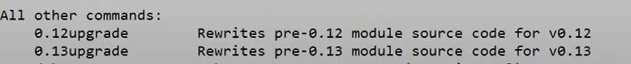 All other commands:
0.12upgrade Rewrites pre-0.12 module source code for v0.12
0.13upgrade Rewrites pre-0.13 module source code for v0.13